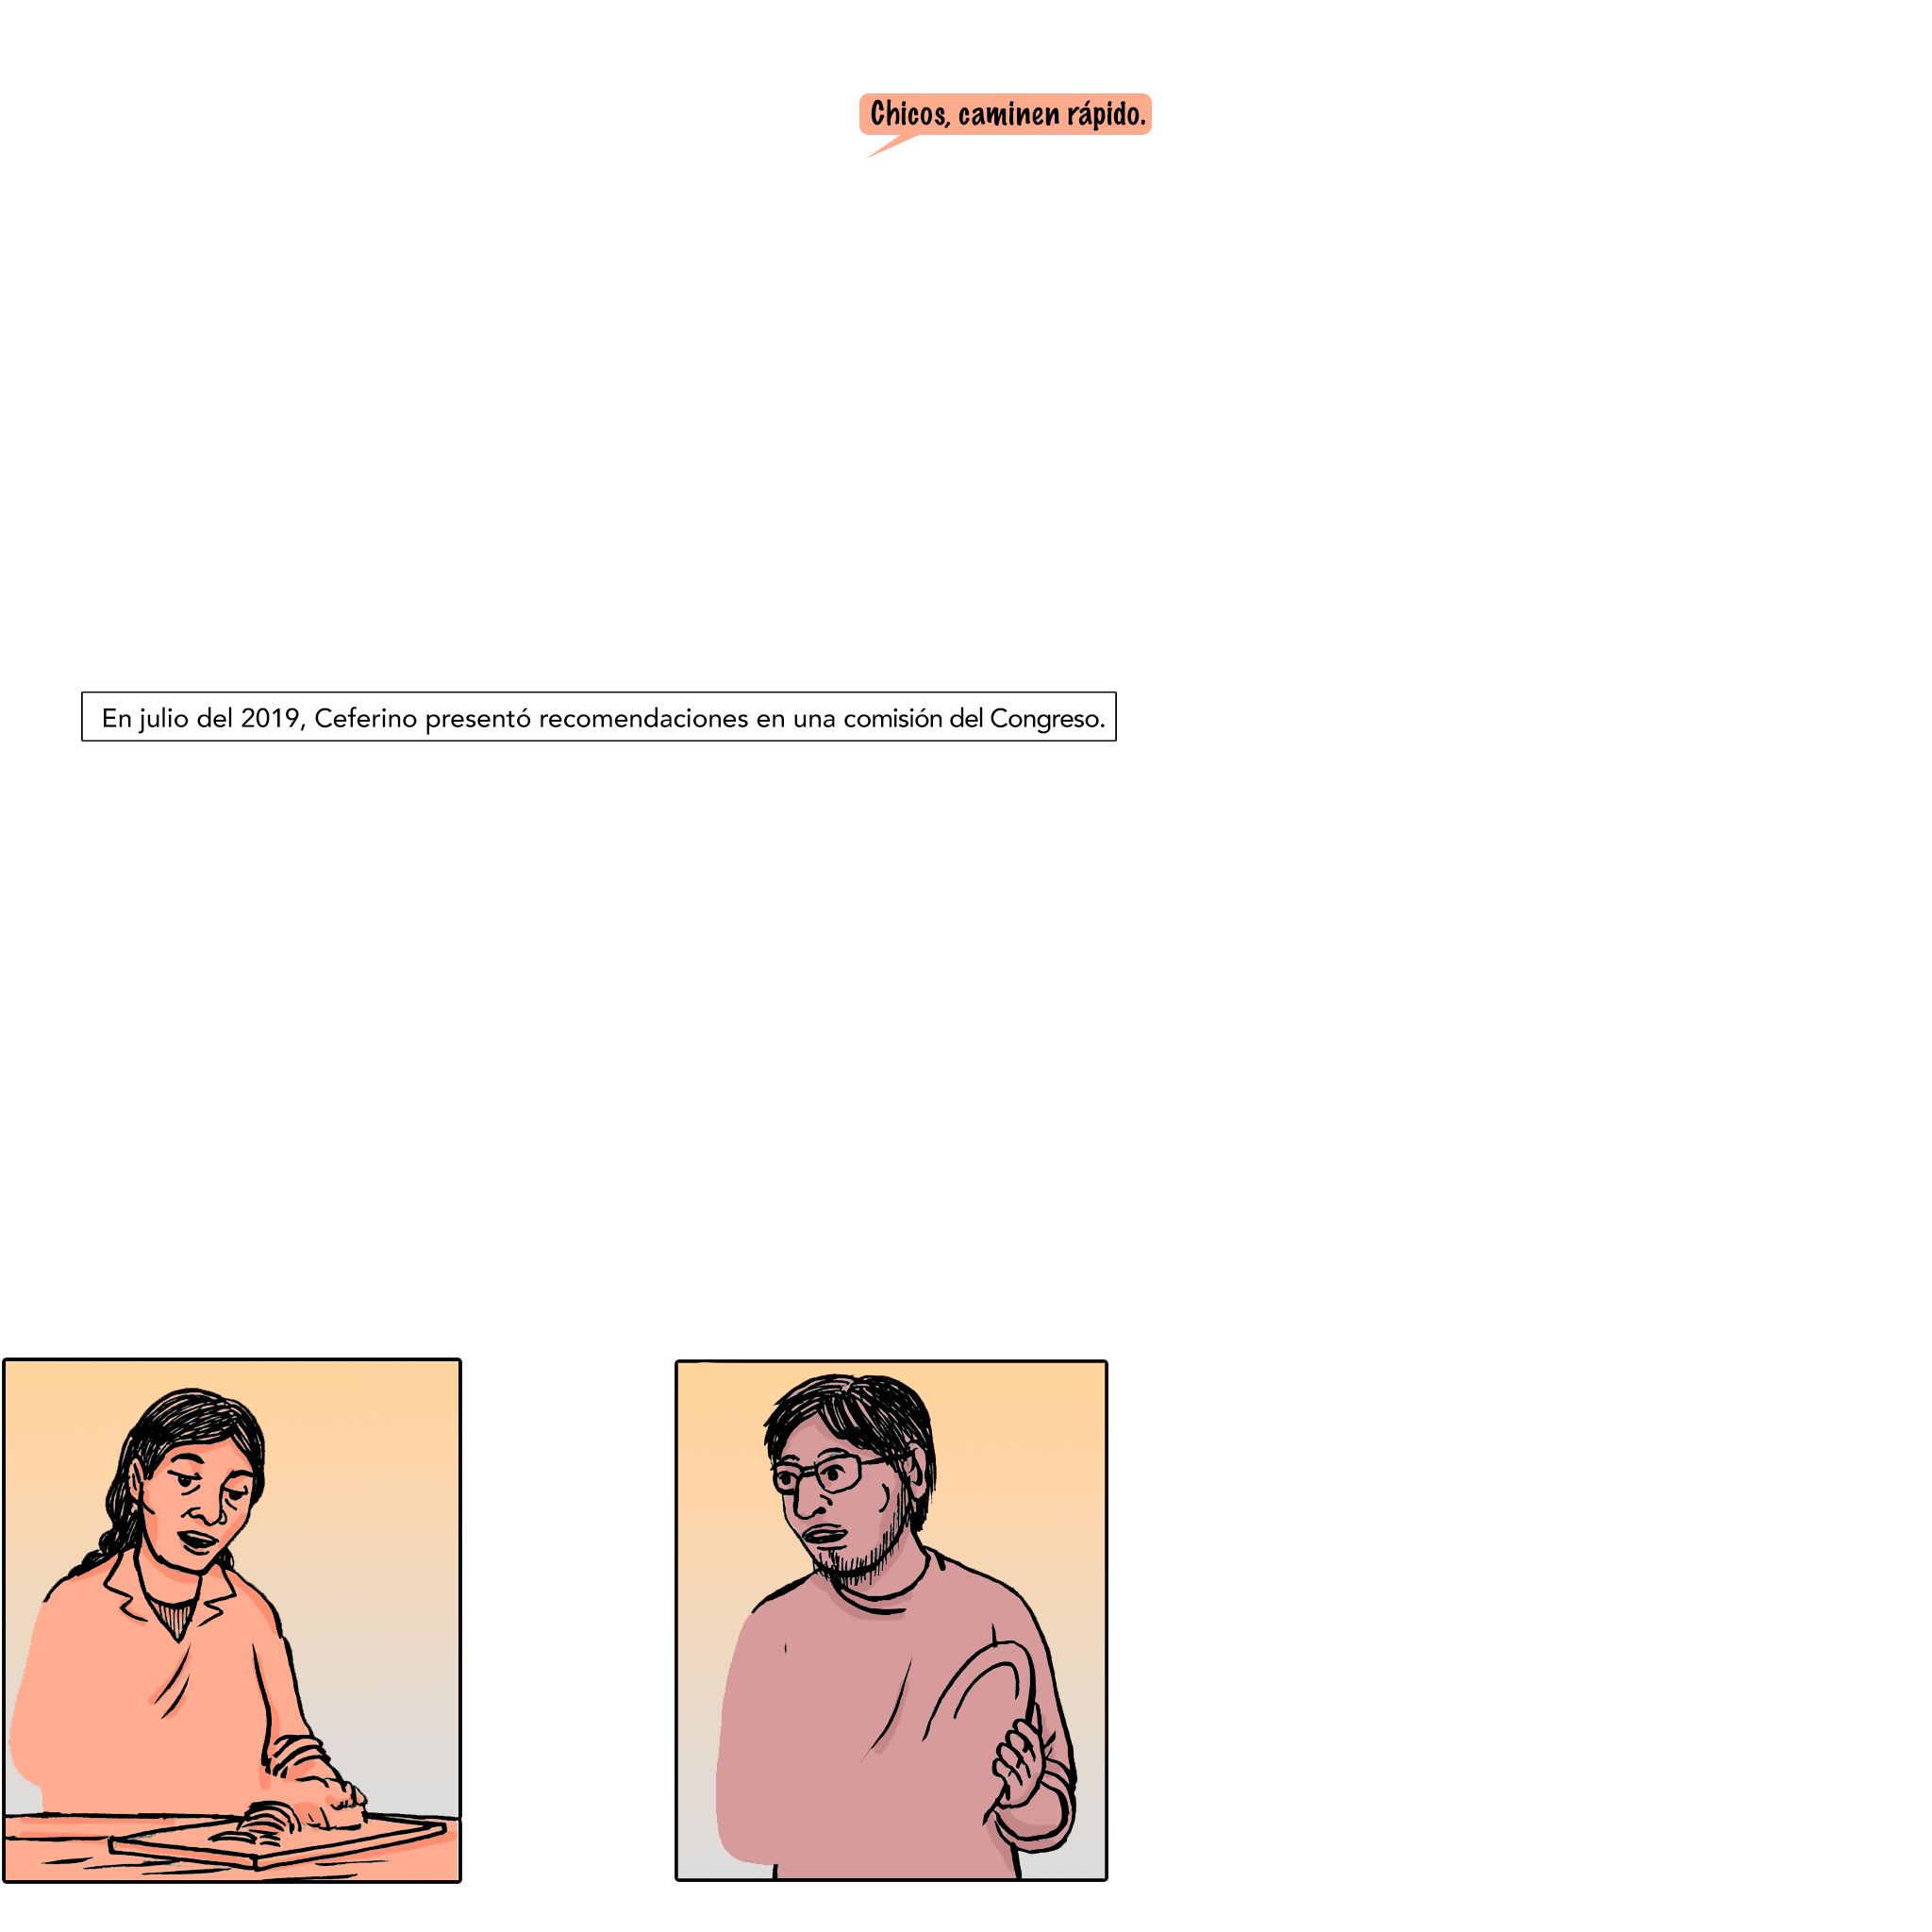 Chicos, caminen rápido.
En julio del 2019, Ceferino presentó recomendaciones en una comisión del Congreso.